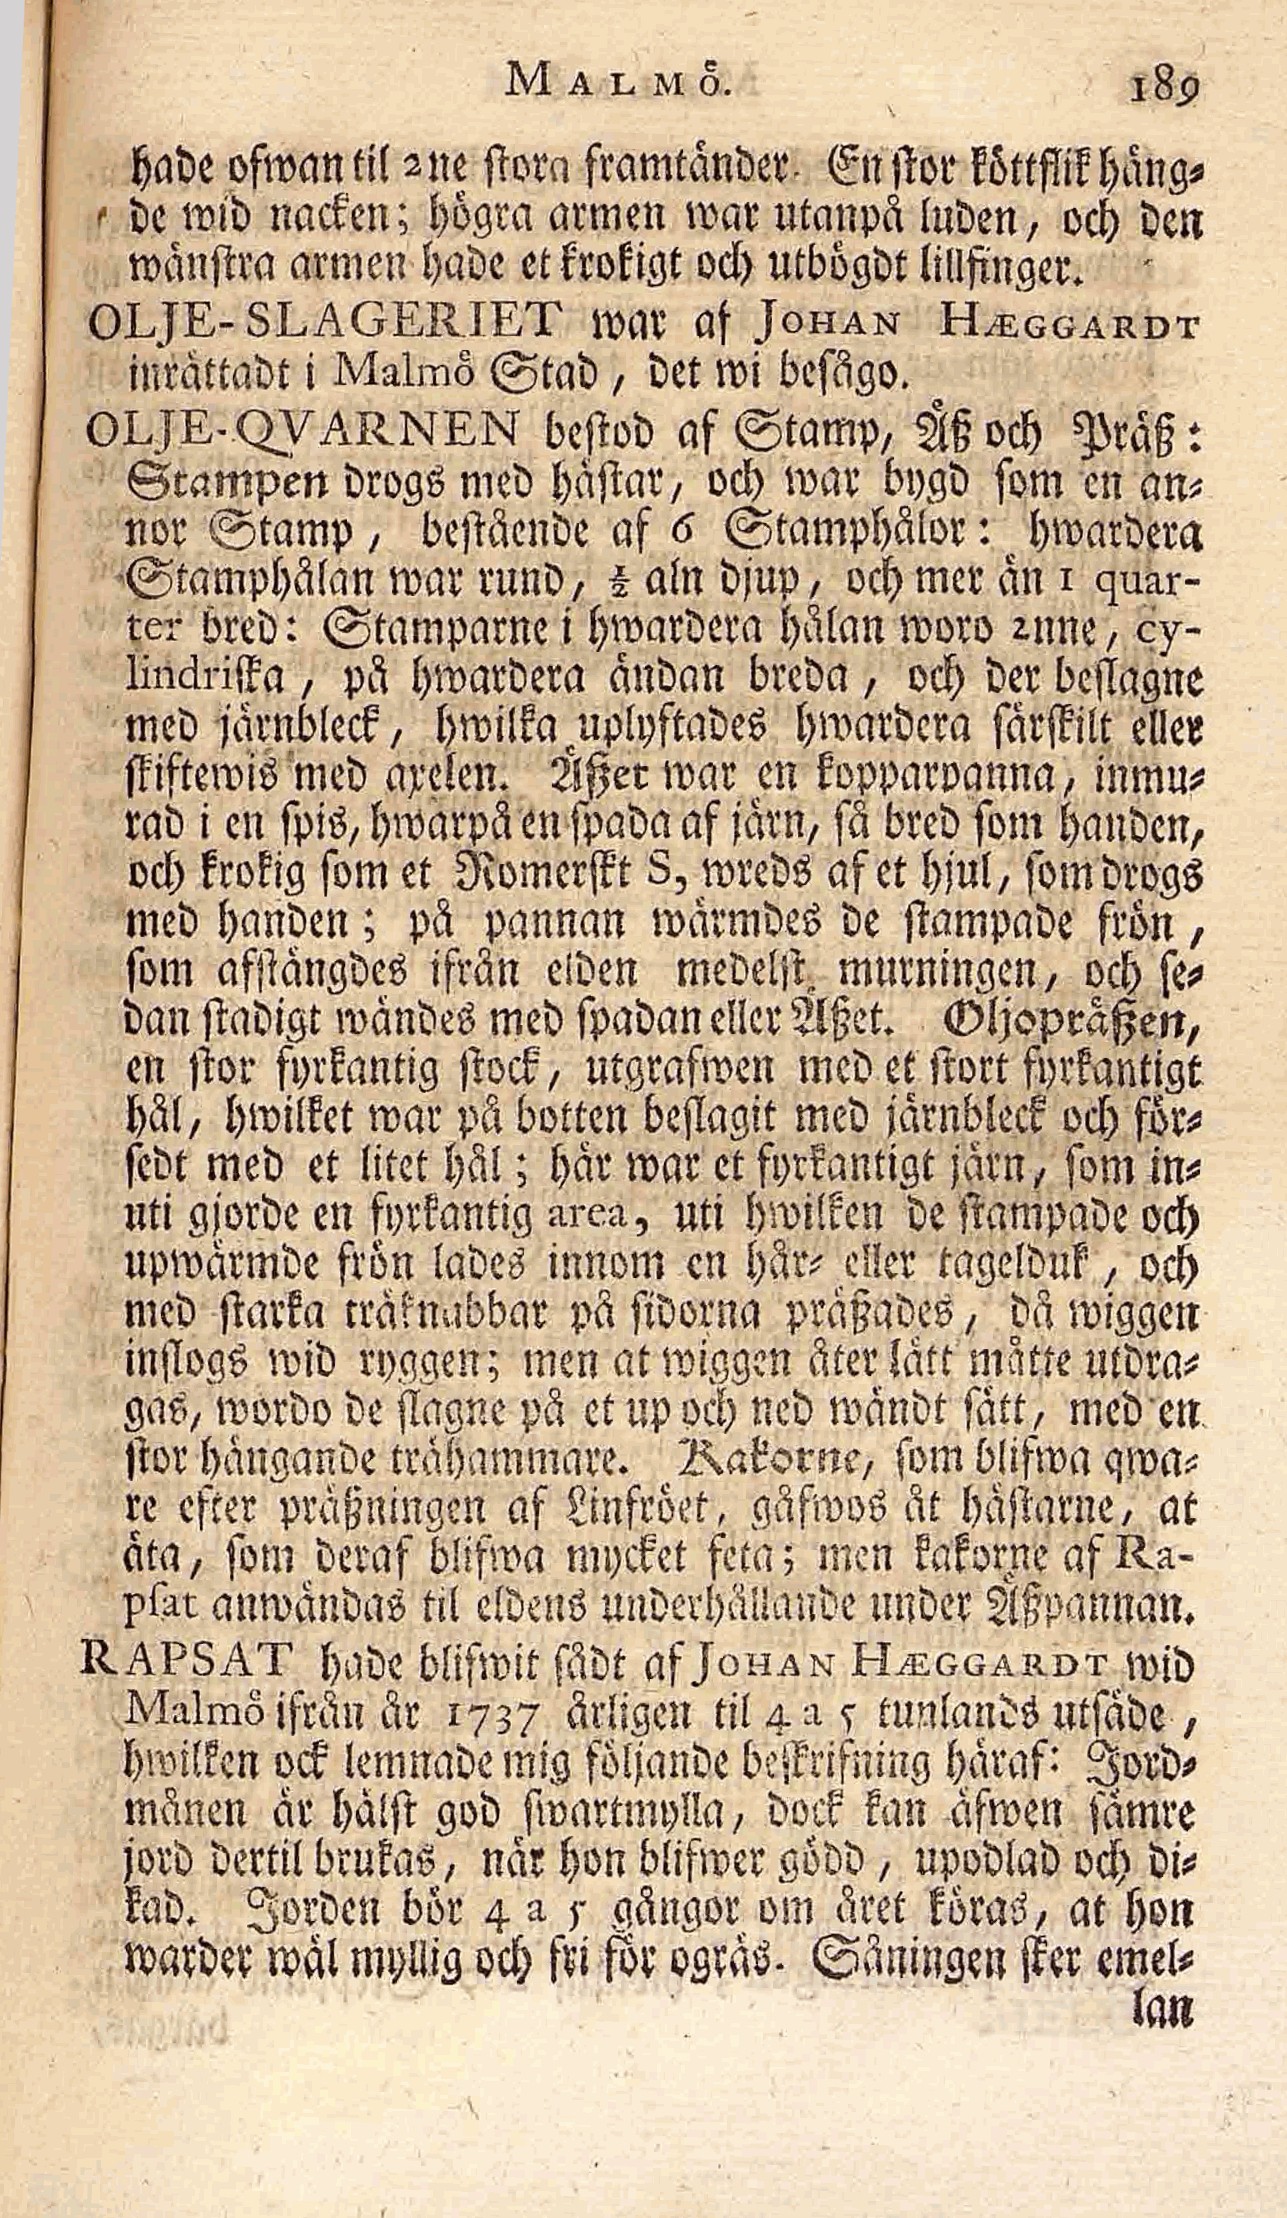 MALMÖ. 189
hade ofwantil 2ne stora framtänder. En stor köttflik häng-
de wid nacken; högra armen war utanpå luden, och den
wänstra armen hade et krokigt och utbögdt lillfinger.
OLJE-SLAGERIET war af JOHAN HÆGGARDT
inrättadt i Malmö Stad, det wi besågo.
OLJE-QVARNEN bestod af Stamp, Äß och Präß:
Stampen drogs med hästar, och war bygd som en an-
nor Stamp, bestående af 6 Stamphålor: hwardera
Stamphålan war rund, ½ aln djup, och mer än 1 quar-
ter bred: Stamparne i hwardera hålan woro 2nne, cy-
lindriska, på hwardera ändan breda, och der beslagne
med järnbleck, hwilka uplyftades hwardera särskilt eller
skiftewis med axelen. Äßet war en kopparpanna, inmu-
rad i en spis, hwarpå en spada af järn, så bred som handen,
och krokig som et Romerskt S, wreds af et hjul, som drogs
med handen; på pannan wärmdes de stampade frön,
som afstängdes ifrån elden medelst murningen, och se-
dan stadigt wändes med spadan eller Äßet. Oljopräßen,
en stor fyrkantig stock, utgrafwen med et stort fyrkantigt
hål, hwilket war på botten beslagit med järnbleck och för-
sedt med et litet hål; här war et fyrkantigt järn, som in-
uti gjorde en fyrkantig area, uti hwilken de stampade och
upwärmde frön lades innom en hår- eller tagelduk, och
med starka träknubbar på sidorna präßades, då wiggen
inslogs wid ryggen; men at wiggen åter lätt måtte utdra-
gas, wordo de slagne på et up och ned wändt sätt, med en
stor hängande trähammare. Kakorne, som blifwa qwa-
re efter präßningen af Linfröet, gåfwos åt hästarne, at
äta, som deraf blifwa mycket feta; men kakorne af Ra-
psat anwändas til eldens underhållande under Äßpannan.
RAPSAT hade blifwit sådt af JOHAN HÆGGARDT wid
Malmö ifrån år 1737 årligen til 4 a 5 tunlands utsäde,
hwilken ock lemnade mig följande beskrifning häraf: Jord-
månen är hälst god swartmylla, dock kan äfwen sämre
jord dertil brukas, när hon blifwer gödd, upodlad och di-
kad. Jorden bör 4 a 5 gångor om året köras, at hon
warder wäl myllig och fri för ogräs. Såningen sker emel-
lan